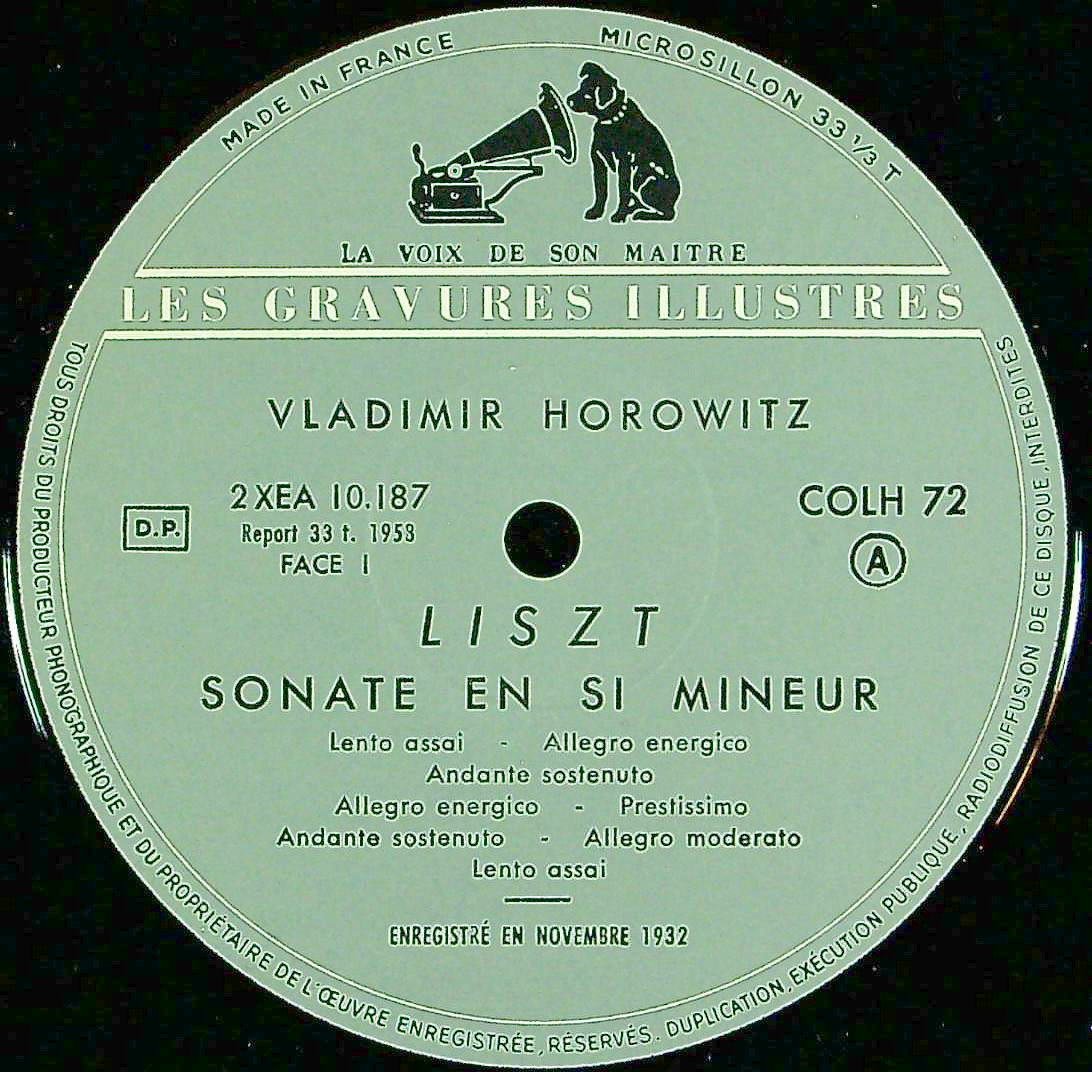 MADE IN FRANCE
MICROSILLON 33 1/3 T
LA VOIX DE SON MAITRE
LES GRAVURES ILLUSTRES
VLADIMIR HOROWITZ
2XEA 10.187
COLH 72
D.P.
Report 33 t. 1958
A
FACE 1
LISZT
SONATE EN SI MINEUR
Lento assai - Allegro energico
Andante sostenuto
Allegro energico - Prestissimo
Andante sostenuto - Allegro moderato
Lento assai
ENREGISTRÉ EN NOVEMBRE 1932
TOUS DROITS DU PRODUCTEUR PHONOGRAPHIQUE ET DU PROPRIÉTAIRE DE L'ŒUVRE ENREGISTRÉE, RÉSERVÉS. DUPLICATION, EXÉCUTION PUBLIQUE, RADIODIFFUSION DE CE DISQUE, INTERDITES